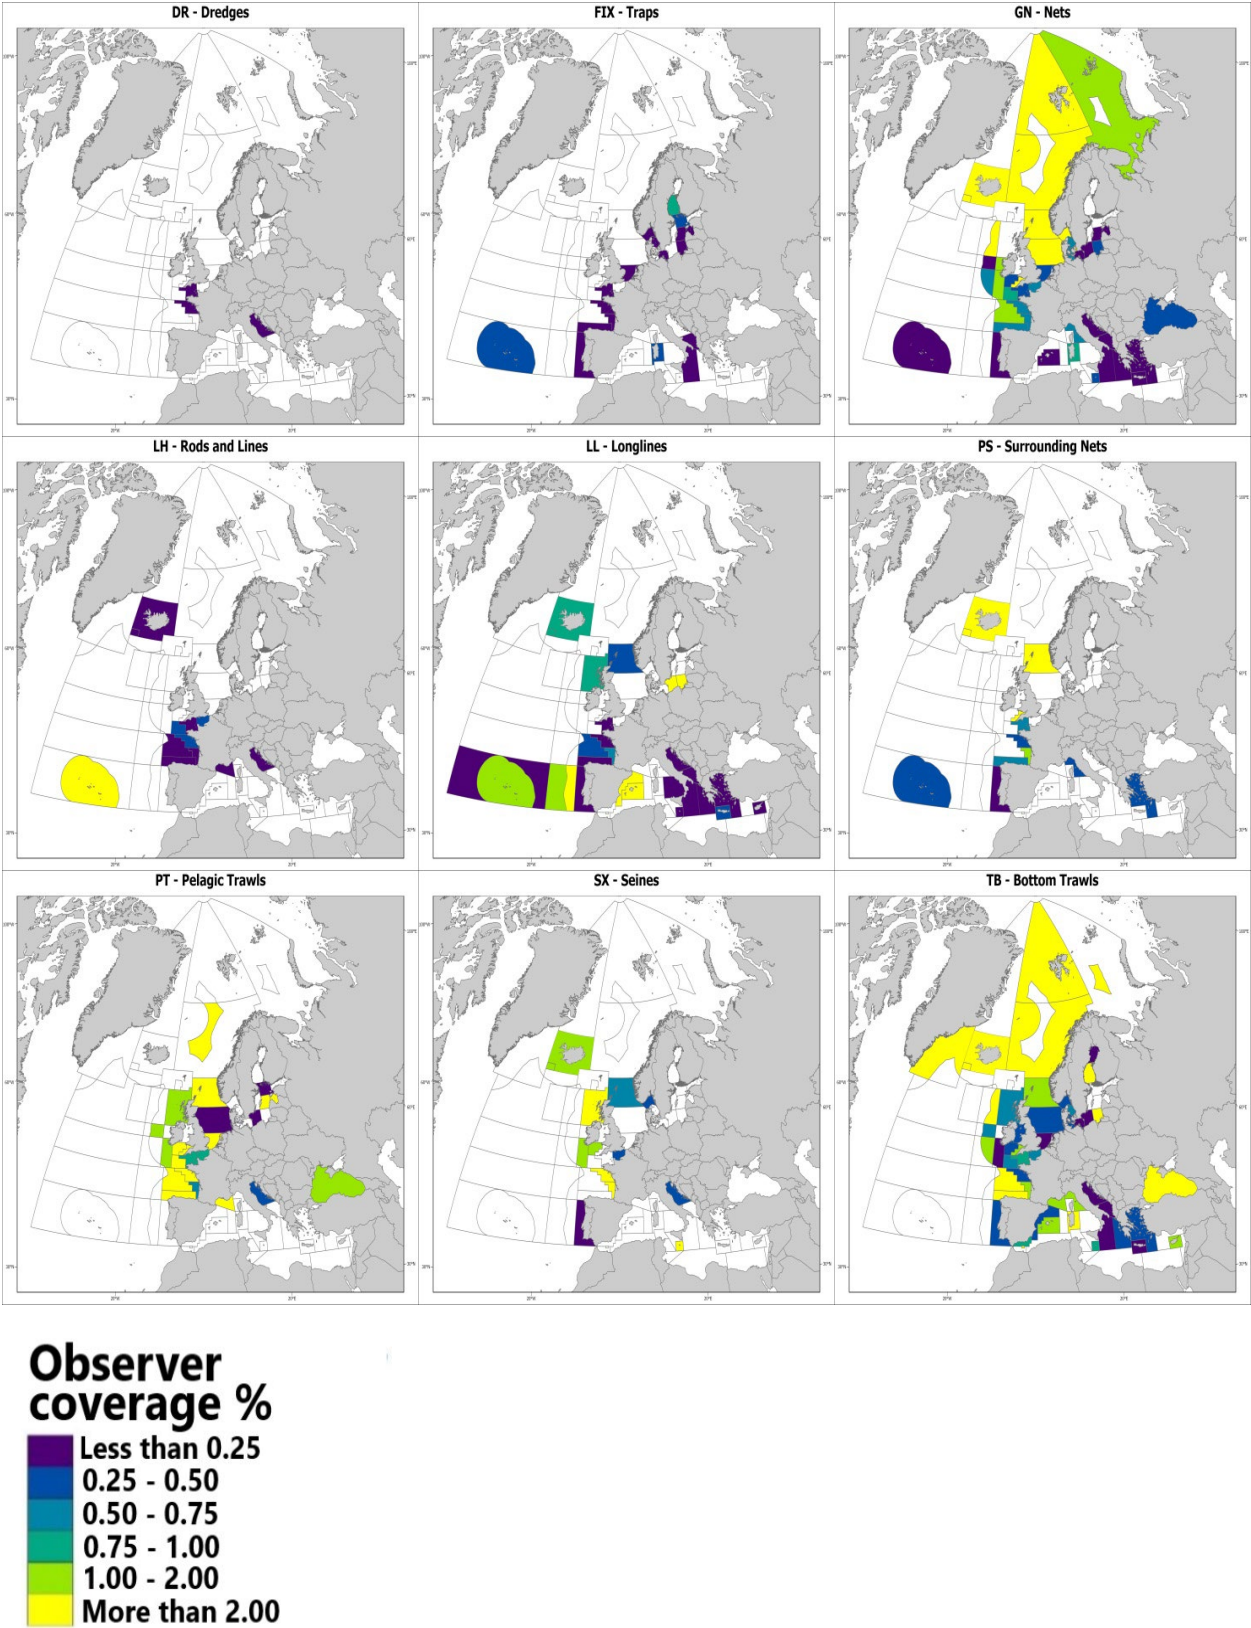 DR - Dredges
FIX - Traps
GN - Nets
LH - Rods and Lines
LL - Longlines
PS - Surrounding Nets
PT - Pelagic Trawls
SX - Seines
TB - Bottom Trawls
Observer
coverage %
Less than 0.25
0.25 - 0.50
0.50 - 0.75
0.75 - 1.00
1.00 - 2.00
More than 2.00